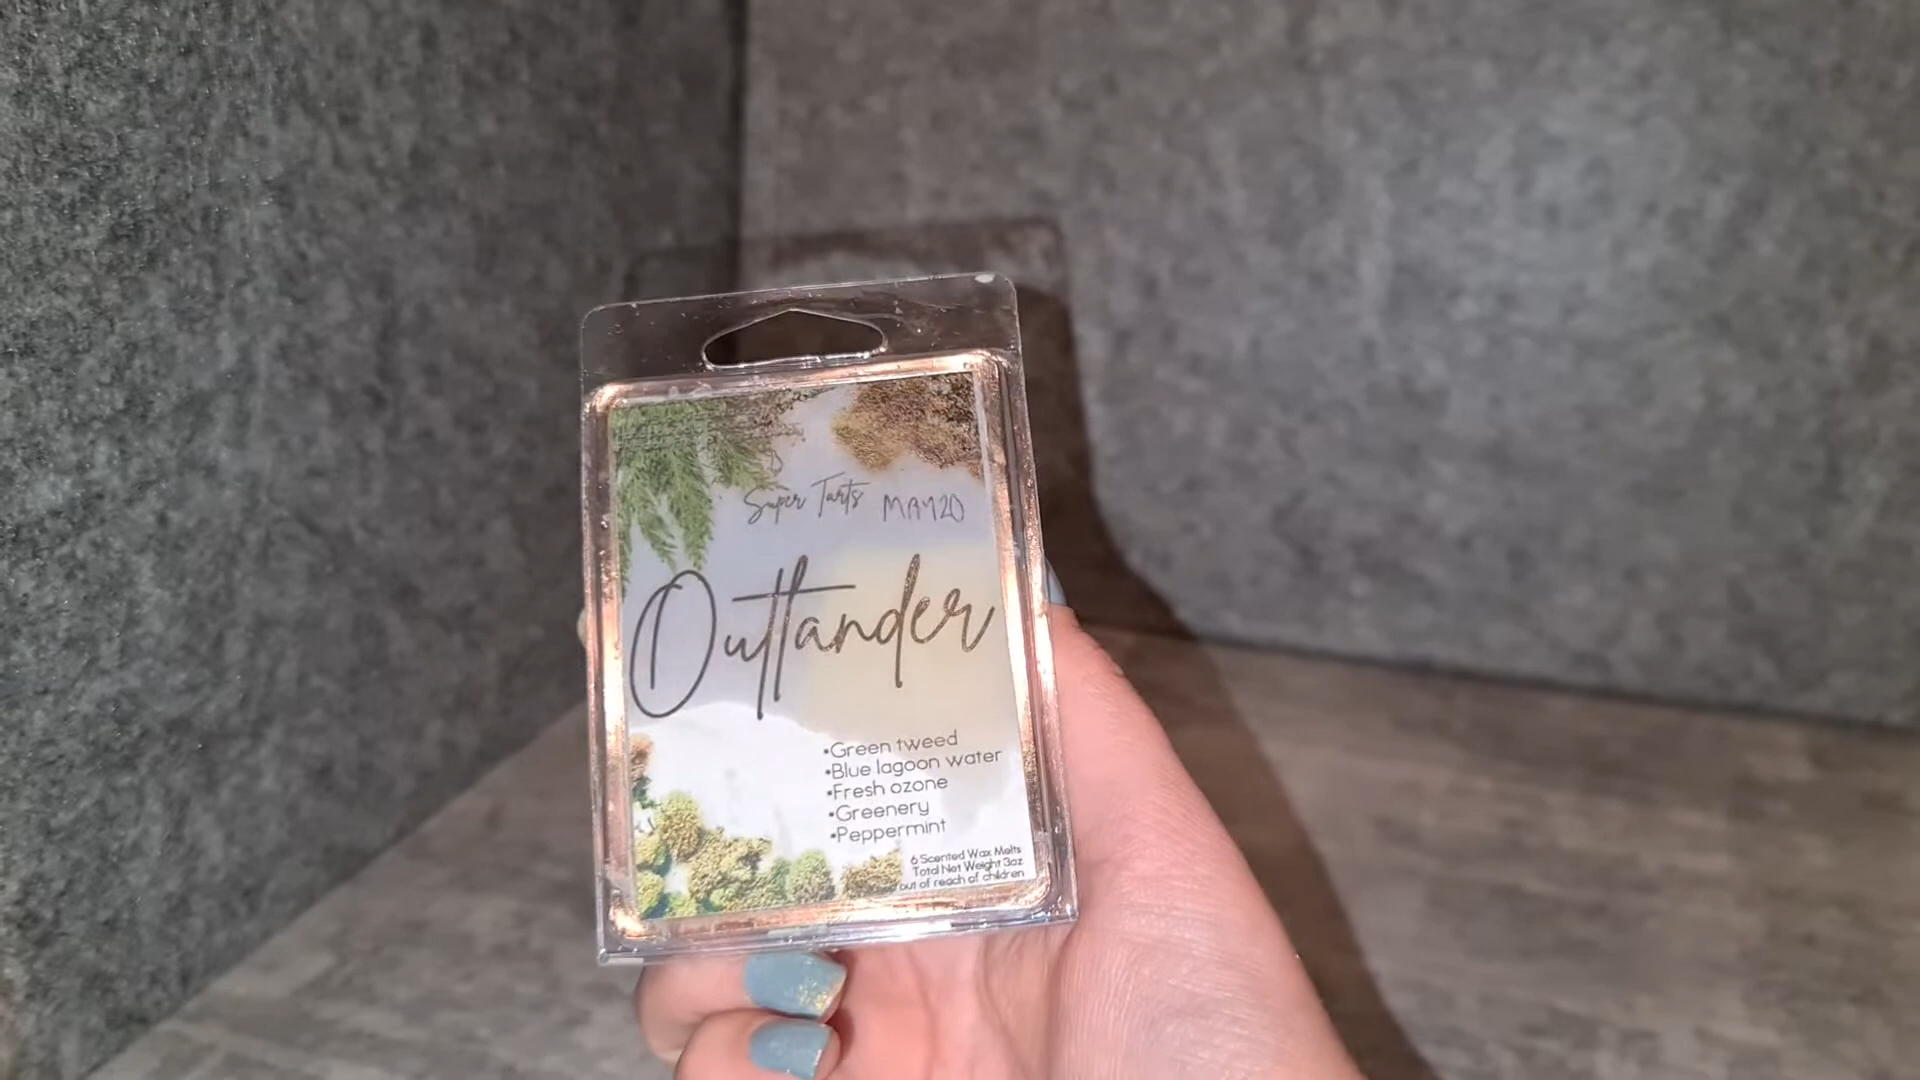 Super Tarts MAY20
Outlander
•Green tweed
•Blue lagoon water
•Fresh ozone
•Greenery
•Peppermint
6 Scented Wax Melts
Total Net Weight 3oz
out of reach of children